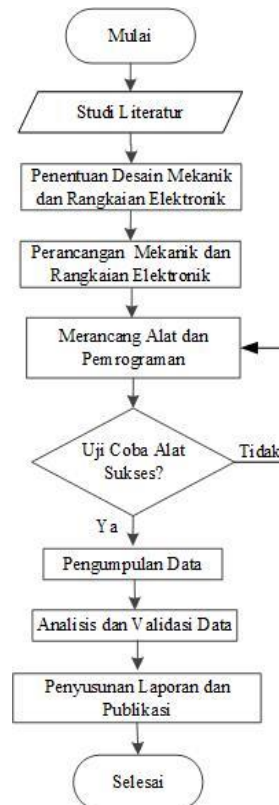 Mulai
Studi Literatur
Penentuan Desain Mekanik
dan Rangkaian Elektronik
Perancangan Mekanik dan
Rangkaian Elektronik
Merancang Alat dan
Pemrograman
Uji Coba Alat
Sukses?
Tidak
Ya
Pengumpulan Data
Analisis dan Validasi Data
Penyusunan Laporan dan
Publikasi
Selesai